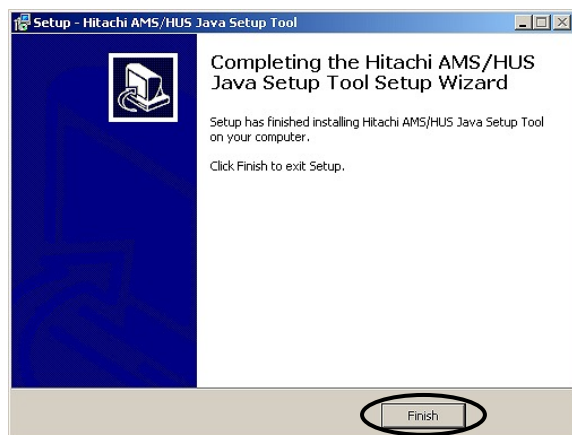 Setup - Hitachi AMS/HUS Java Setup Tool
Completing the Hitachi AMS/HUS
Java Setup Tool Setup Wizard
Setup has finished installing Hitachi AMS/HUS Java Setup Tool
on your computer.
Click Finish to exit Setup.
Finish